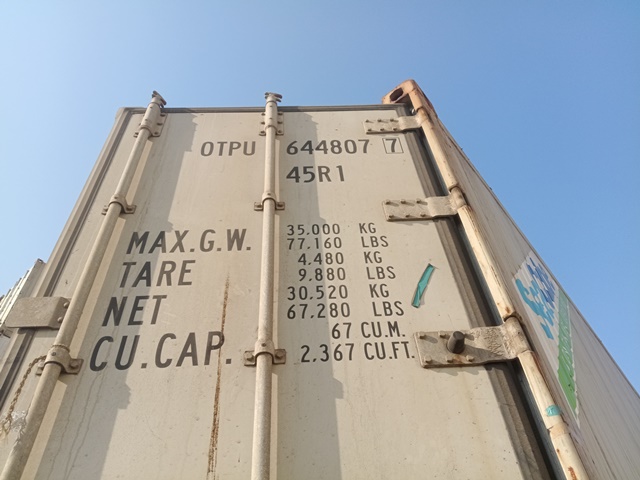 OTPU 644807 7
45R1
MAX.G.W. 35.000 KG
77.160 LBS
TARE 4.480 KG
9.880 LBS
NET 30.520 KG
67.280 LBS
CU.CAP. 67 CU.M.
2.367 CU.FT.